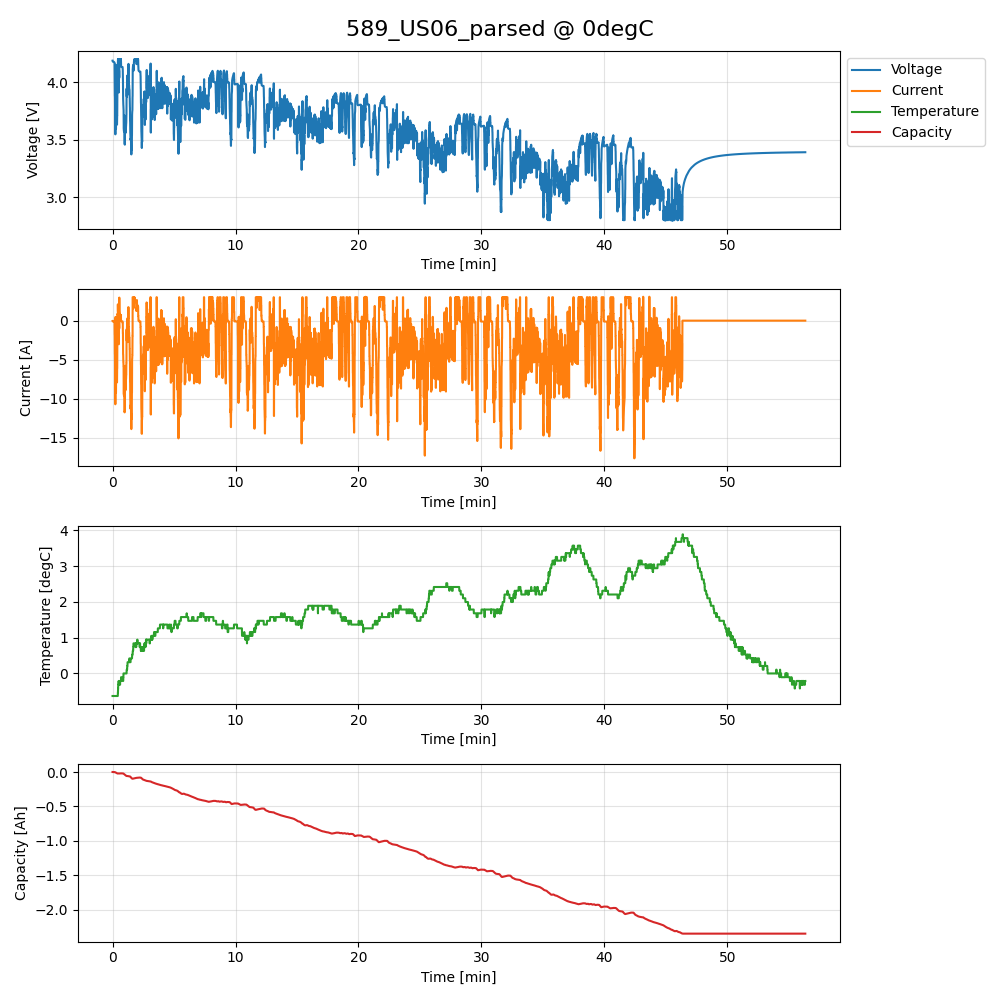 589_US06_parsed @ 0degC
Voltage
Current
Temperature
Capacity
4.0
3.5
3.0
Voltage [V]
0 10 20 30 40 50
Time [min]
0
−5
−10
−15
Current [A]
0 10 20 30 40 50
Time [min]
4
3
2
1
0
Temperature [degC]
0 10 20 30 40 50
Time [min]
0.0
−0.5
−1.0
−1.5
−2.0
Capacity [Ah]
0 10 20 30 40 50
Time [min]